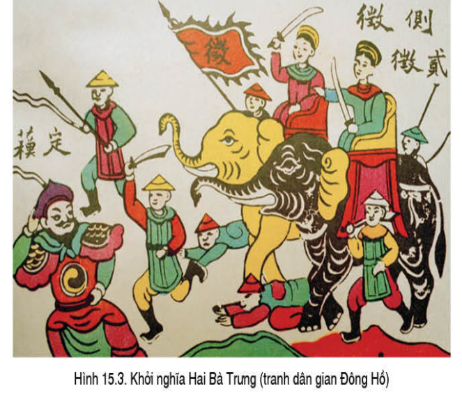 徵側
徵貳
徵
定
Hình 15.3. Khởi nghĩa Hai Bà Trưng (tranh dân gian Đông Hồ)